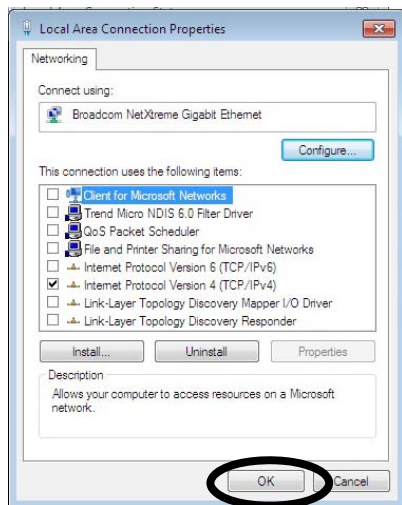 Local Area Connection Properties
Networking
Connect using:
Broadcom NetXtreme Gigabit Ethernet
Configure...
This connection uses the following items:
Client for Microsoft Networks
Trend Micro NDIS 6.0 Filter Driver
QoS Packet Scheduler
File and Printer Sharing for Microsoft Networks
Internet Protocol Version 6 (TCP/IPv6)
Internet Protocol Version 4 (TCP/IPv4)
Link-Layer Topology Discovery Mapper I/O Driver
Link-Layer Topology Discovery Responder
Install... Uninstall Properties
Description
Allows your computer to access resources on a Microsoft
network.
OK Cancel